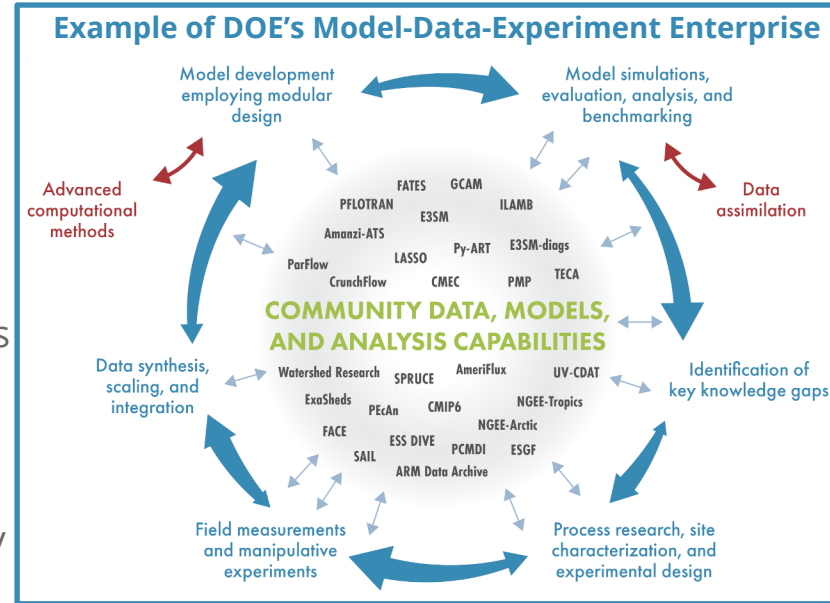 Example of DOE's Model-Data-Experiment Enterprise
Model development
employing modular
design
Model simulations,
evaluation, analysis, and
benchmarking
Advanced
computational
methods
Data
assimilation
FATES
GCAM
PFLOTRAN
E3SM
ILAMB
Amanzi-ATS
LASSO
Py-ART
E3SM-diags
ParFlow
CrunchFlow
CMEC
PMP
TECA
COMMUNITY DATA, MODELS,
AND ANALYSIS CAPABILITIES
s
Data synthesis,
scaling, and
integration
Identification of
key knowledge gaps
Watershed Research
SPRUCE
AmeriFlux
UV-CDAT
ExaSheds
PEcAn
CMIP6
NGEE-Tropics
FACE
ESS DIVE
NGEE-Arctic
SAIL
PCMDI
ESGF
ARM Data Archive
y
Field measurements
and manipulative
experiments
Process research, site
characterization, and
experimental design